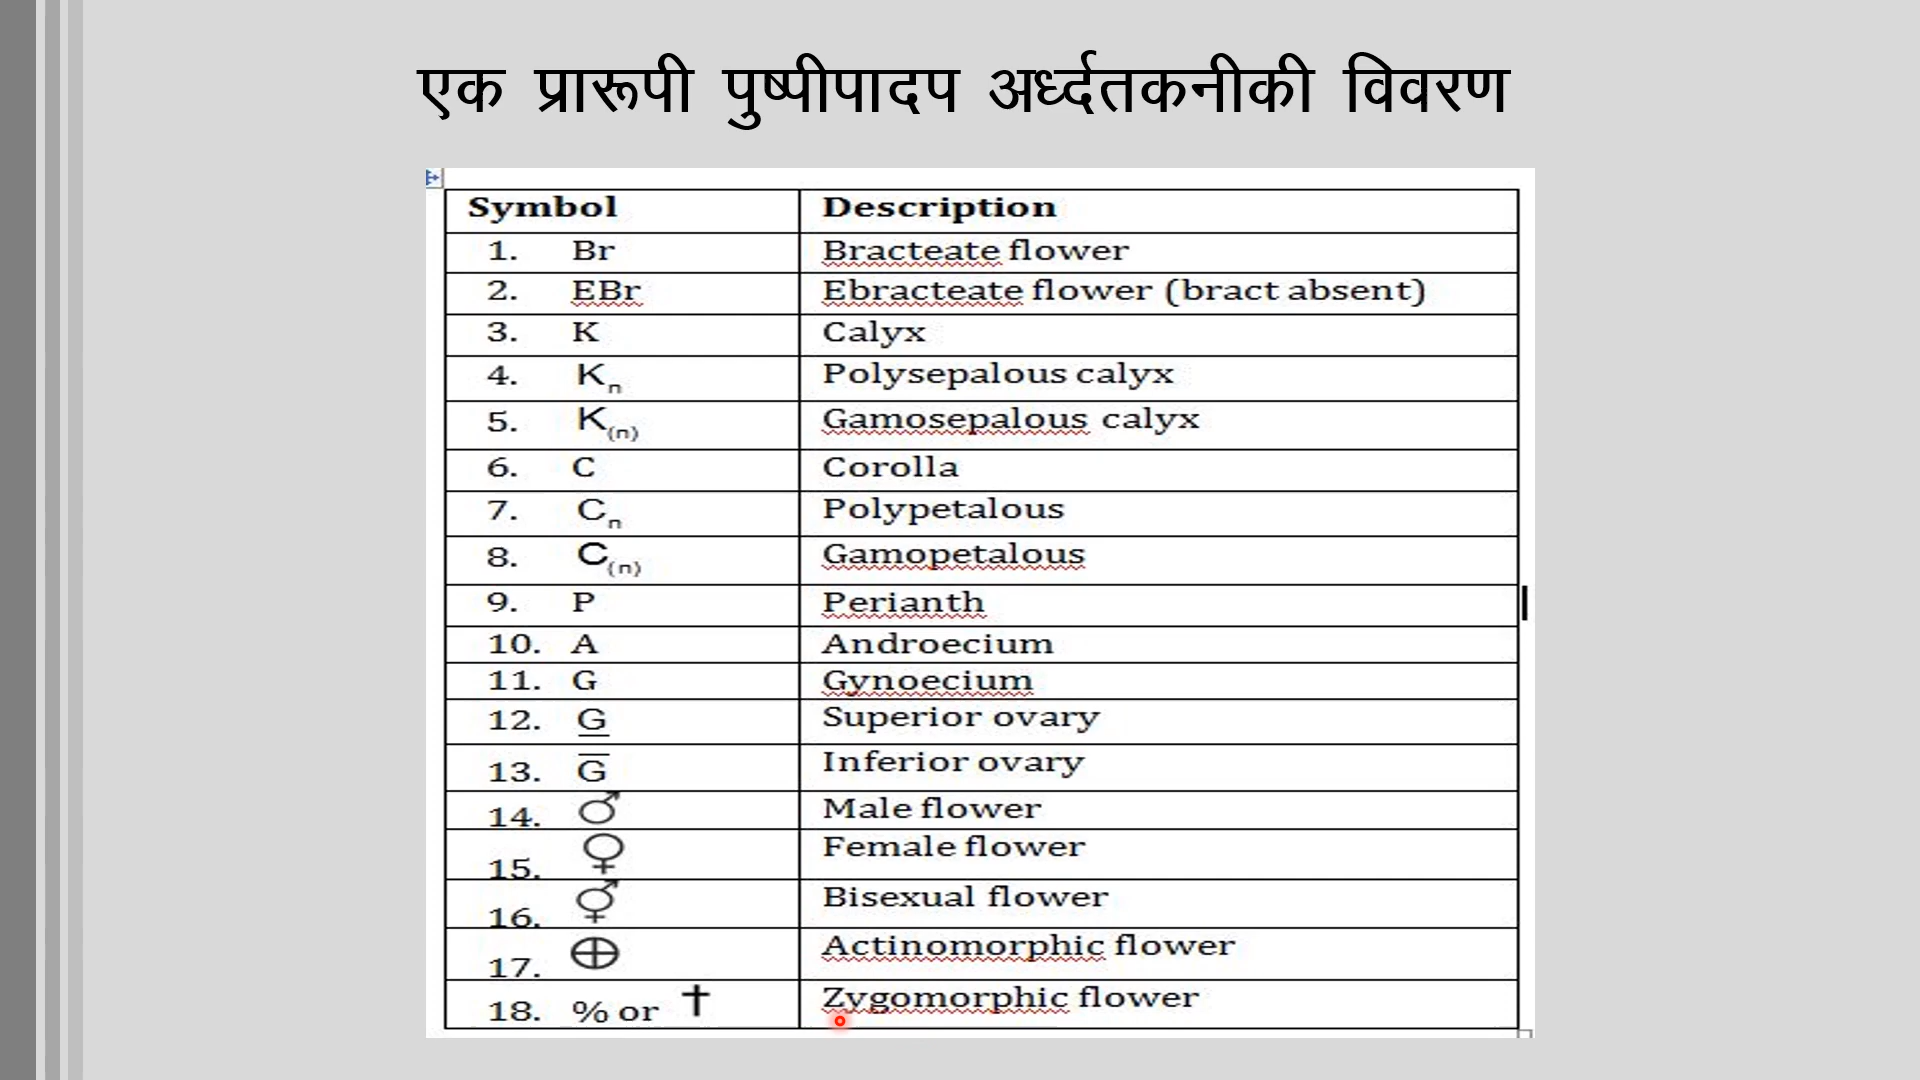 एक प्रारूपी पुष्पीपादप अर्ध्दतकनीकी विवरण
Symbol Description
1. Br Bracteate flower
2. EBr Ebracteate flower (bract absent)
3. K Calyx
4. Kₙ Polysepalous calyx
5. K₍ₙ₎ Gamosepalous calyx
6. C Corolla
7. Cₙ Polypetalous
8. C₍ₙ₎ Gamopetalous
9. P Perianth
10. A Androecium
11. G Gynoecium
12. G̲ Superior ovary
13. G̅ Inferior ovary
14. ♂ Male flower
15. ♀ Female flower
16. ⚥ Bisexual flower
17. ⊕ Actinomorphic flower
18. % or † Zygomorphic flower